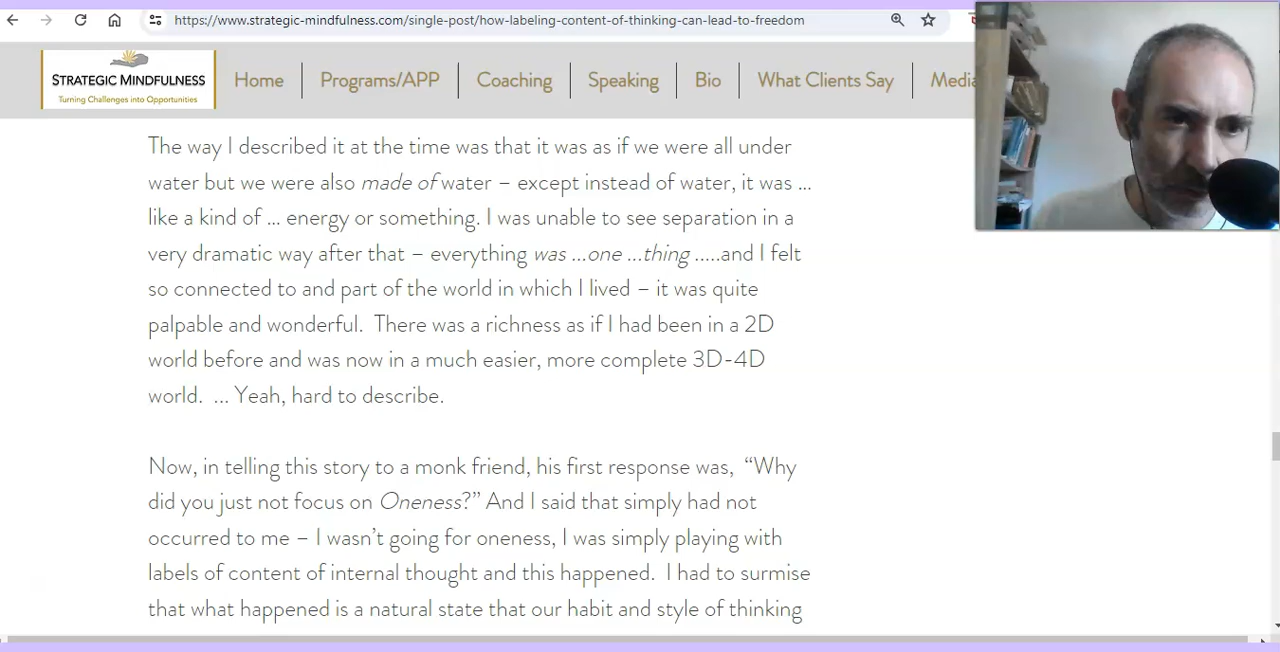 https://www.strategic-mindfulness.com/single-post/how-labeling-content-of-thinking-can-lead-to-freedom
STRATEGIC MINDFULNESS
Turning Challenges into Opportunities
Home
Programs/APP
Coaching
Speaking
Bio
What Clients Say
Media
The way I described it at the time was that it was as if we were all under
water but we were also made of water – except instead of water, it was ...
like a kind of ... energy or something. I was unable to see separation in a
very dramatic way after that – everything was ...one ...thing .....and I felt
so connected to and part of the world in which I lived – it was quite
palpable and wonderful. There was a richness as if I had been in a 2D
world before and was now in a much easier, more complete 3D-4D
world. ... Yeah, hard to describe.
Now, in telling this story to a monk friend, his first response was, “Why
did you just not focus on Oneness?” And I said that simply had not
occurred to me – I wasn’t going for oneness, I was simply playing with
labels of content of internal thought and this happened. I had to surmise
that what happened is a natural state that our habit and style of thinking